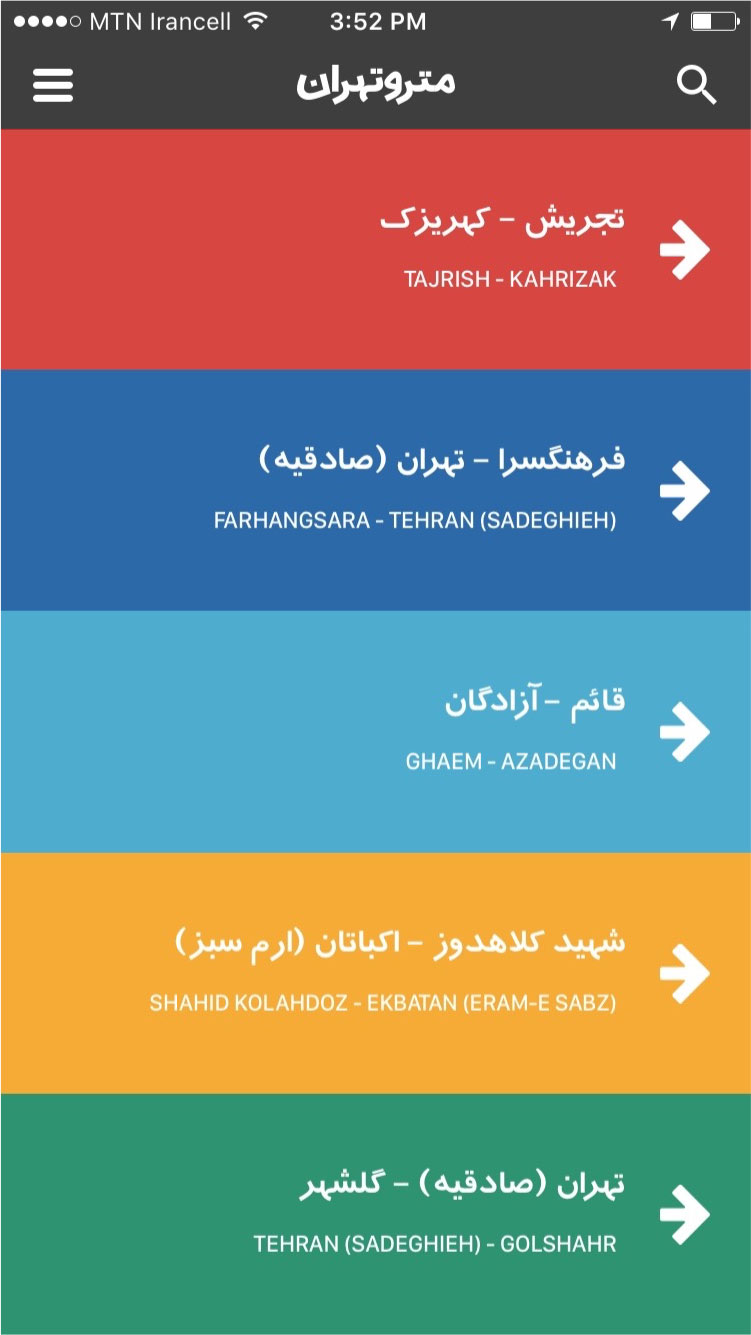 MTN Irancell 3:52 PM
متروتهران
تجریش – کهریزک
TAJRISH - KAHRIZAK
فرهنگسرا – تهران (صادقیه)
FARHANGSARA - TEHRAN (SADEGHIEH)
قائم – آزادگان
GHAEM - AZADEGAN
شهید کلاهدوز – اکباتان (ارم سبز)
SHAHID KOLAHDOZ - EKBATAN (ERAM-E SABZ)
تهران (صادقیه) – گلشهر
TEHRAN (SADEGHIEH) - GOLSHAHR